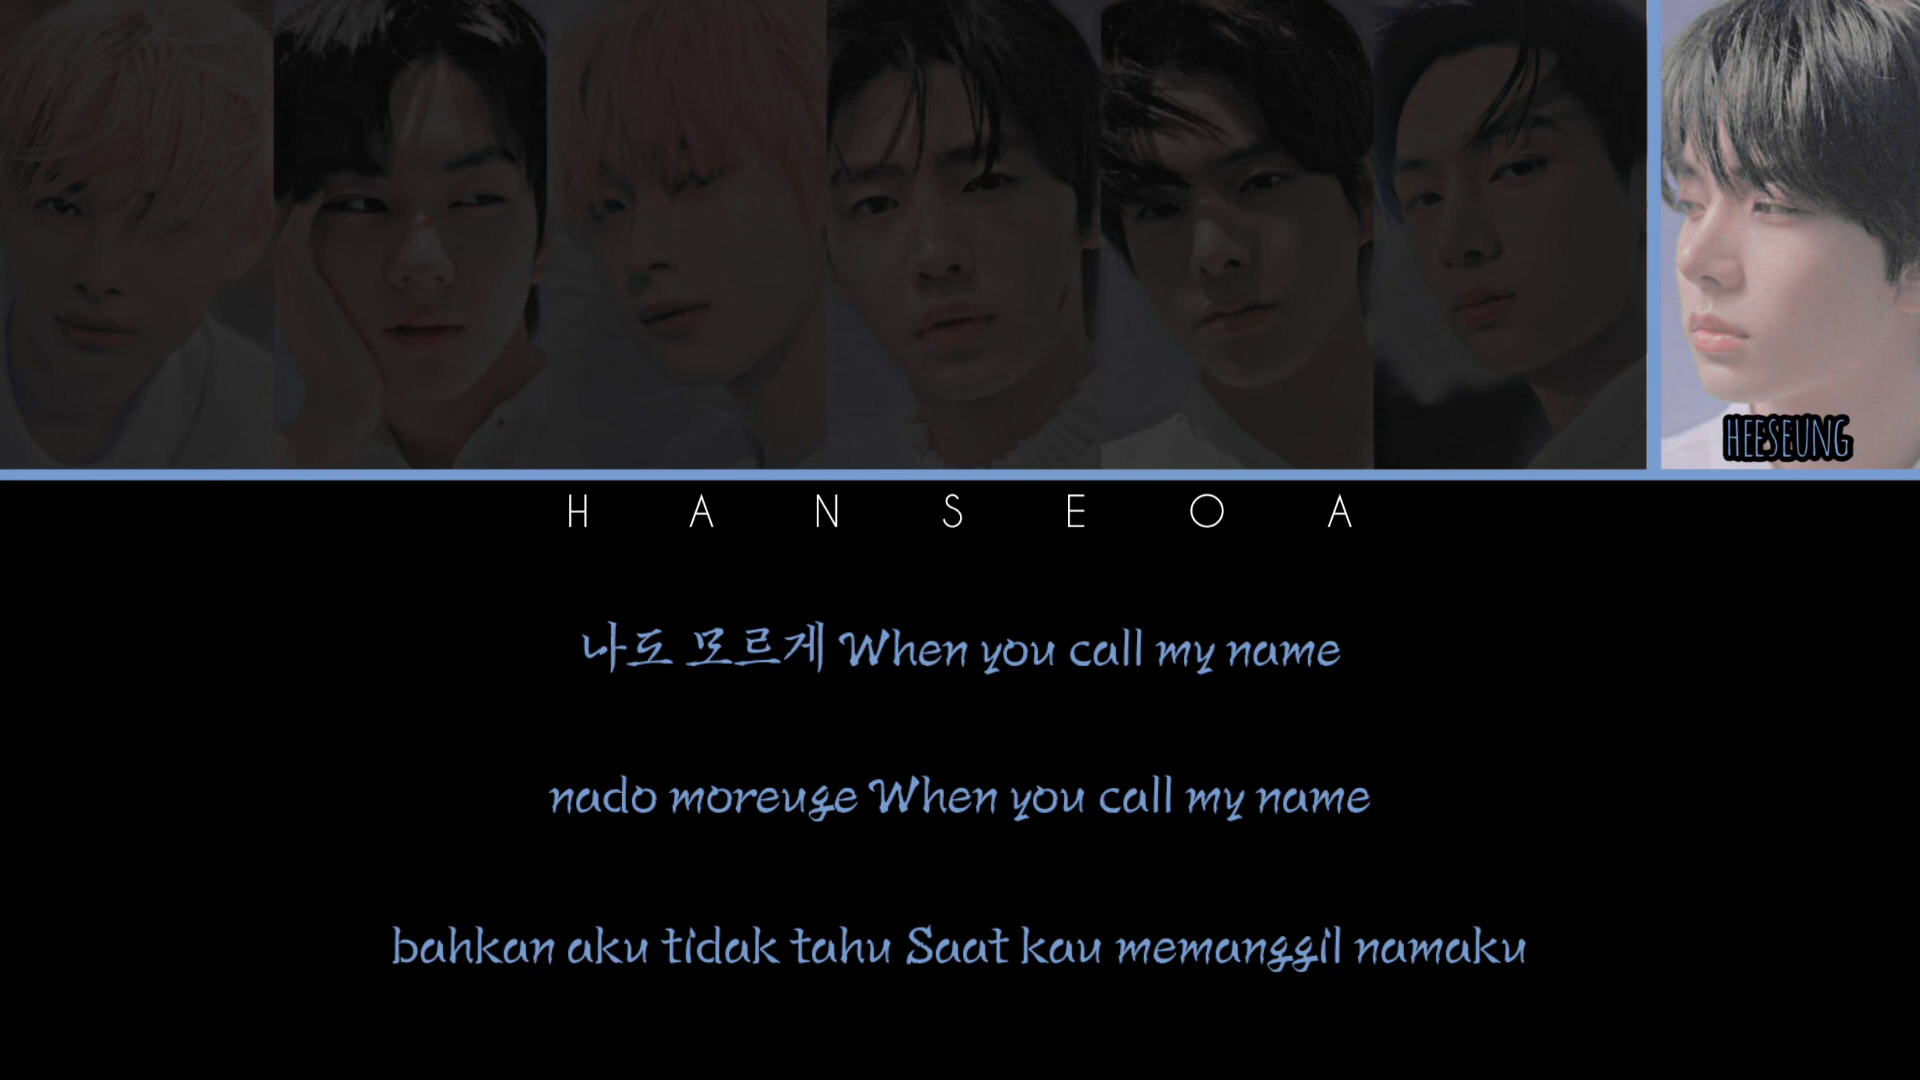 HEESEUNG
HANSEOA
나도 모르게 When you call my name
nado moreuge When you call my name
bahkan aku tidak tahu Saat kau memanggil namaku